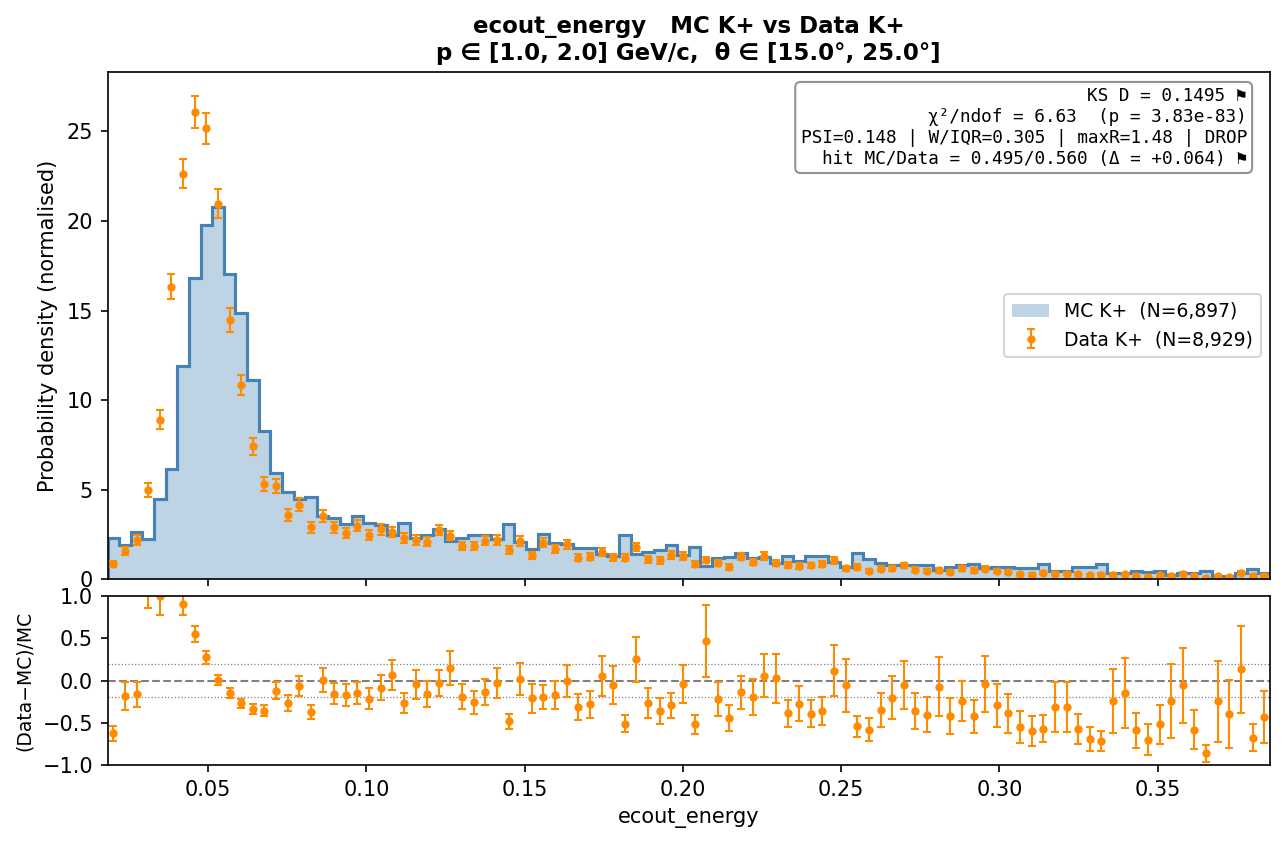 ecout_energy   MC K+ vs Data K+
p ∈ [1.0, 2.0] GeV/c,  θ ∈ [15.0°, 25.0°]
KS D = 0.1495 ⚑
χ²/ndof = 6.63  (p = 3.83e-83)
PSI=0.148 | W/IQR=0.305 | maxR=1.48 | DROP
hit MC/Data = 0.495/0.560 (Δ = +0.064) ⚑
MC K+  (N=6,897)
Data K+  (N=8,929)
Probability density (normalised)
25
20
15
10
5
0
(Data−MC)/MC
1.0
0.5
0.0
−0.5
−1.0
0.05
0.10
0.15
0.20
0.25
0.30
0.35
ecout_energy